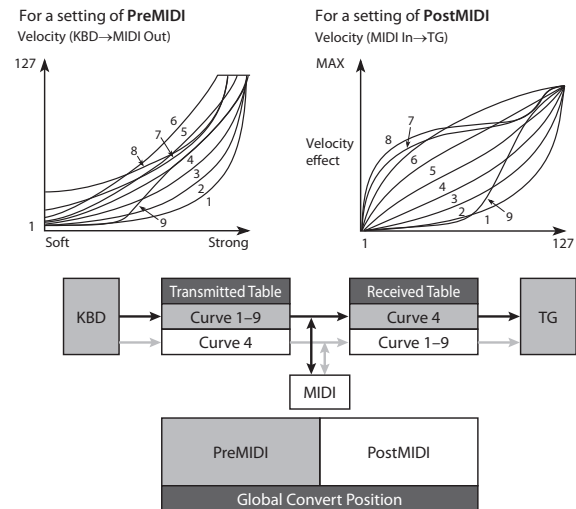 For a setting of PreMIDI
Velocity (KBD→MIDI Out)
127
1
Soft
Strong
6
7
5
8
4
3
2
1
9
For a setting of PostMIDI
Velocity (MIDI In→TG)
MAX
Velocity
effect
1
127
7
8
6
5
4
3
2
1
9
KBD
Transmitted Table
Curve 1–9
Curve 4
Received Table
Curve 4
Curve 1–9
TG
MIDI
PreMIDI
PostMIDI
Global Convert Position